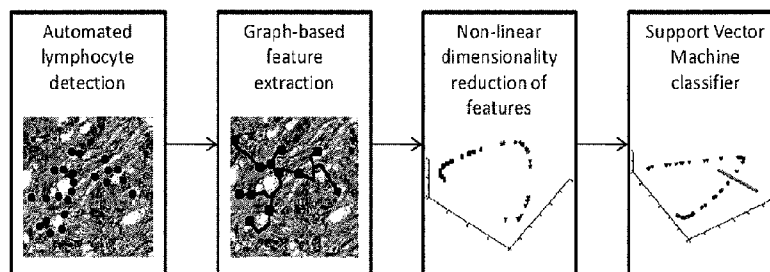 Automated
lymphocyte
detection
Graph-based
feature
extraction
Non-linear
dimensionality
reduction of
features
Support Vector
Machine
classifier